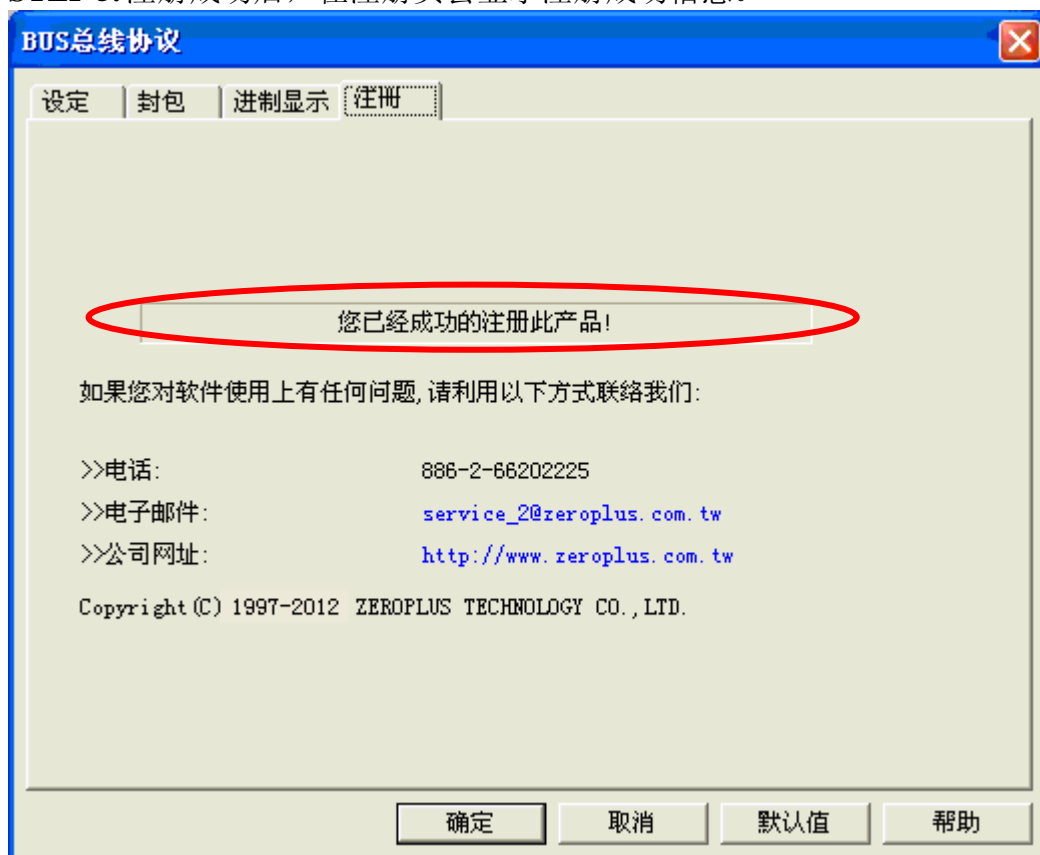 BUS总线协议
设定 封包 进制显示 注册
您已经成功的注册此产品!
如果您对软件使用上有任何问题,请利用以下方式联络我们:
>>电话: 886-2-66202225
>>电子邮件: service_2@zeroplus.com.tw
>>公司网址: http://www.zeroplus.com.tw
Copyright(C) 1997-2012 ZEROPLUS TECHNOLOGY CO.,LTD.
确定 取消 默认值 帮助